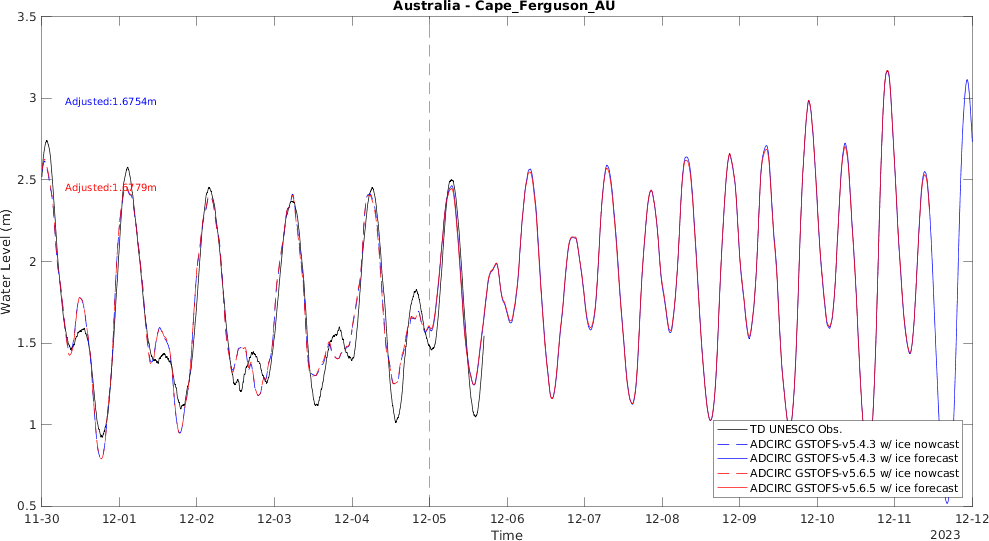 Australia - Cape_Ferguson_AU
3.5
3
2.5
2
1.5
1
0.5
Water Level (m)
Adjusted:1.6754m
Adjusted:1.6779m
TD UNESCO Obs.
ADCIRC GSTOFS-v5.4.3 w/ ice nowcast
ADCIRC GSTOFS-v5.4.3 w/ ice forecast
ADCIRC GSTOFS-v5.6.5 w/ ice nowcast
ADCIRC GSTOFS-v5.6.5 w/ ice forecast
11-30 12-01 12-02 12-03 12-04 12-05 12-06 12-07 12-08 12-09 12-10 12-11 12-12
Time
2023